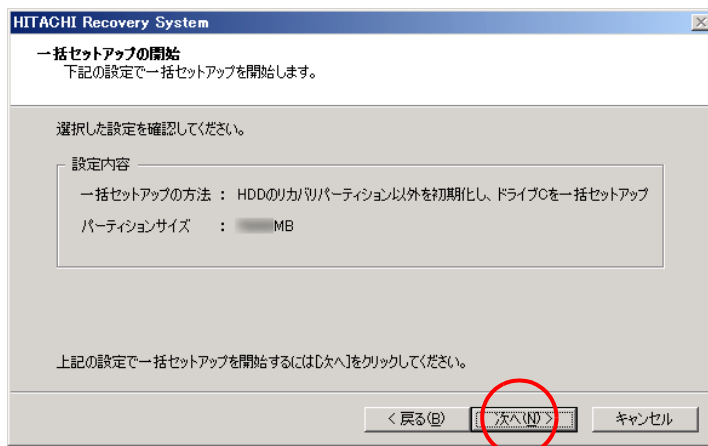 HITACHI Recovery System
一括セットアップの開始
下記の設定で一括セットアップを開始します。
選択した設定を確認してください。
設定内容
一括セットアップの方法 : HDDのリカバリパーティション以外を初期化し、ドライブCを一括セットアップ
パーティションサイズ : MB
上記の設定で一括セットアップを開始するには[次へ]をクリックしてください。
< 戻る(B) 次へ(N) > キャンセル